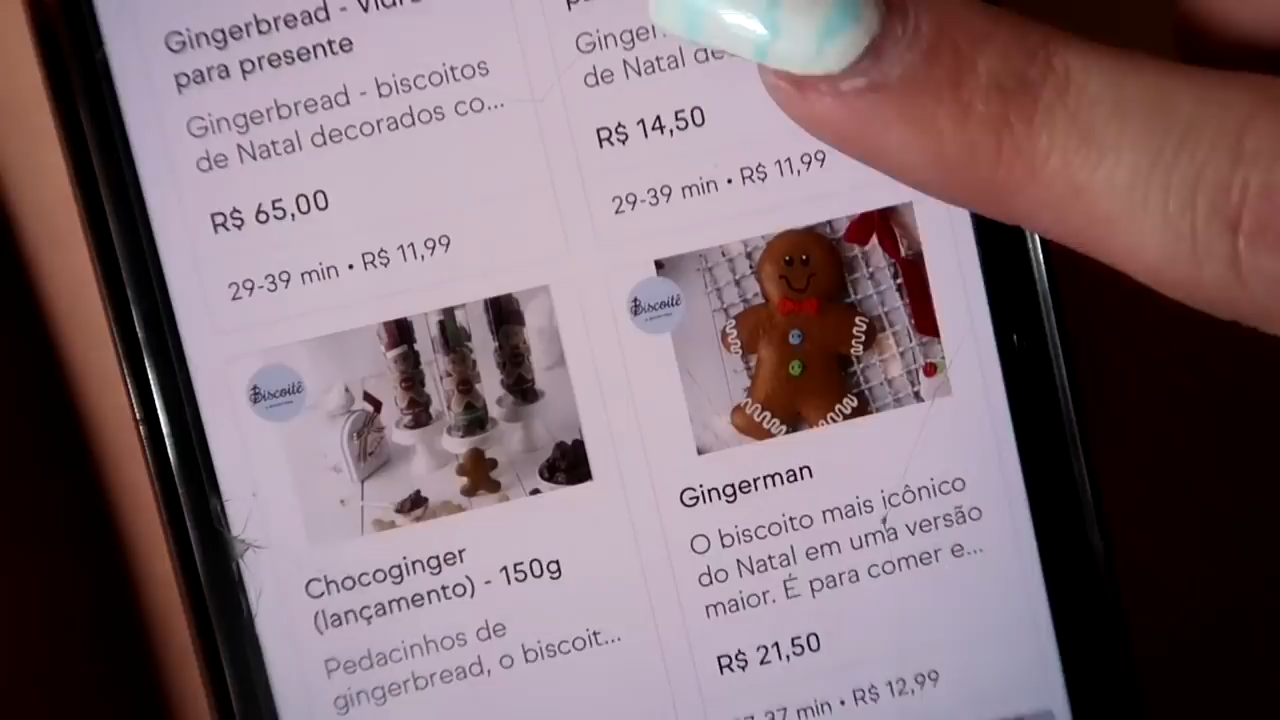 Gingerbread -
para presente
Gingerbread - biscoitos
de Natal decorados co...
R$ 65,00
29-39 min • R$ 11,99
de Natal
R$ 14,50
29-39 min • R$ 11,99
Biscoitê
Chocoginger
(lançamento) - 150g
Pedacinhos de
gingerbread, o biscoit...
Biscoitê
Gingerman
O biscoito mais icônico
do Natal em uma versão
maior. É para comer e...
R$ 21,50
min • R$ 12,99